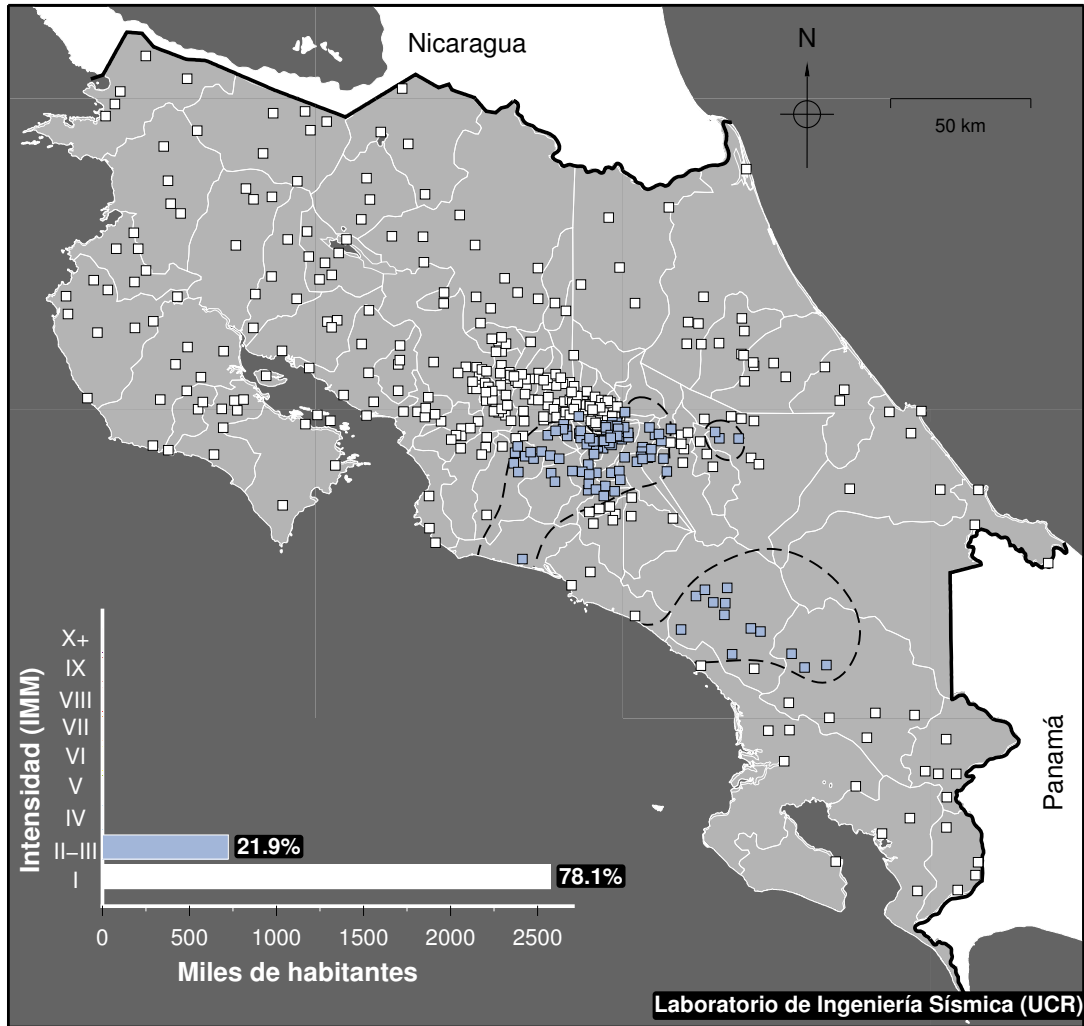 Nicaragua
N
50 km
Panamá
Intensidad (IMM)
X+
IX
VIII
VII
VI
V
IV
II–III
I
21.9%
78.1%
0 500 1000 1500 2000 2500
Miles de habitantes
Laboratorio de Ingeniería Sísmica (UCR)